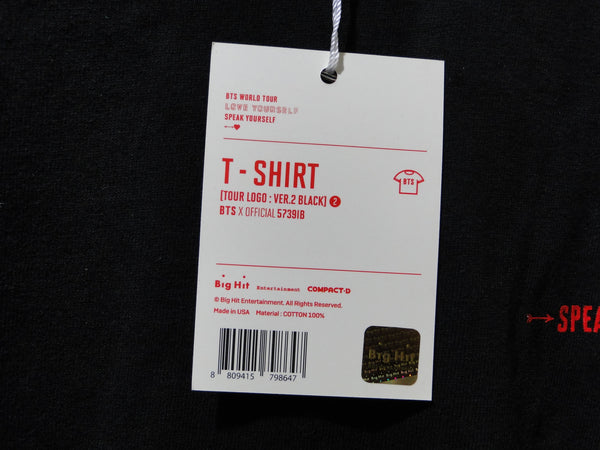 BTS WORLD TOUR
LOVE YOURSELF
SPEAK YOURSELF
T - SHIRT
BTS
[TOUR LOGO : VER.2 BLACK] 2
BTS X OFFICIAL 5739IB
Big Hit Entertainment COMPACT·D
© Big Hit Entertainment. All Rights Reserved.
Made in USA Material : COTTON 100%
8 809415 798647
Big Hit
SPEA